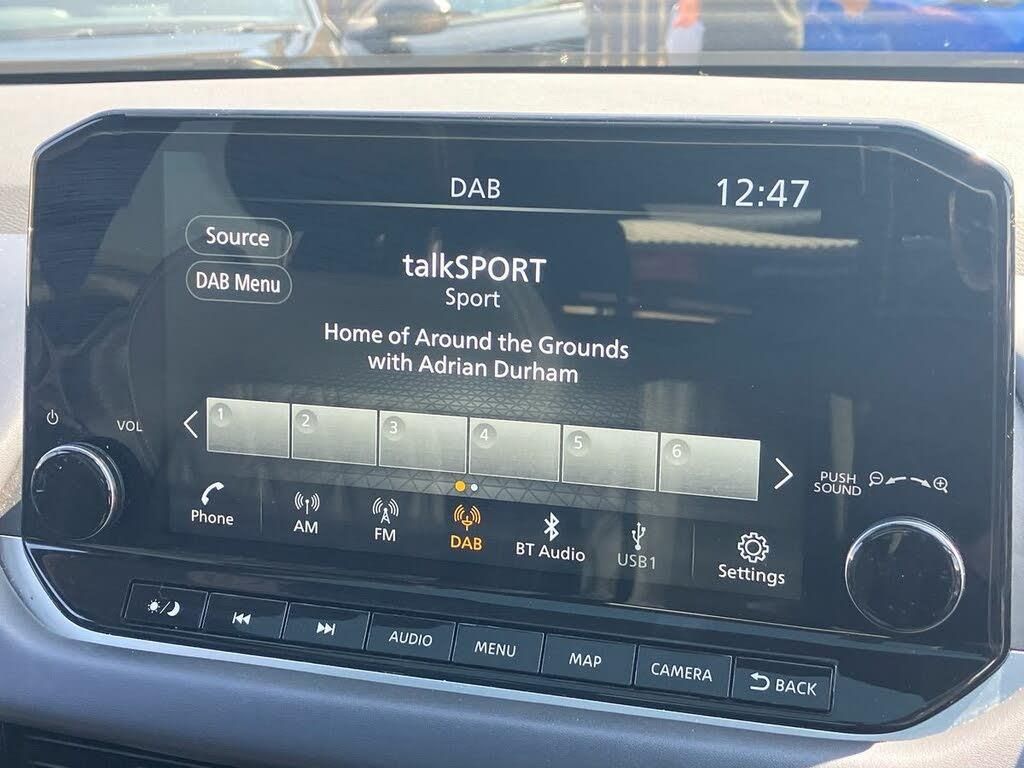 DAB
12:47
Source
DAB Menu
talkSPORT
Sport
Home of Around the Grounds
with Adrian Durham
1 2 3 4 5 6
VOL
PUSH
SOUND
Phone
AM
FM
DAB
BT Audio
USB1
Settings
AUDIO
MENU
MAP
CAMERA
BACK